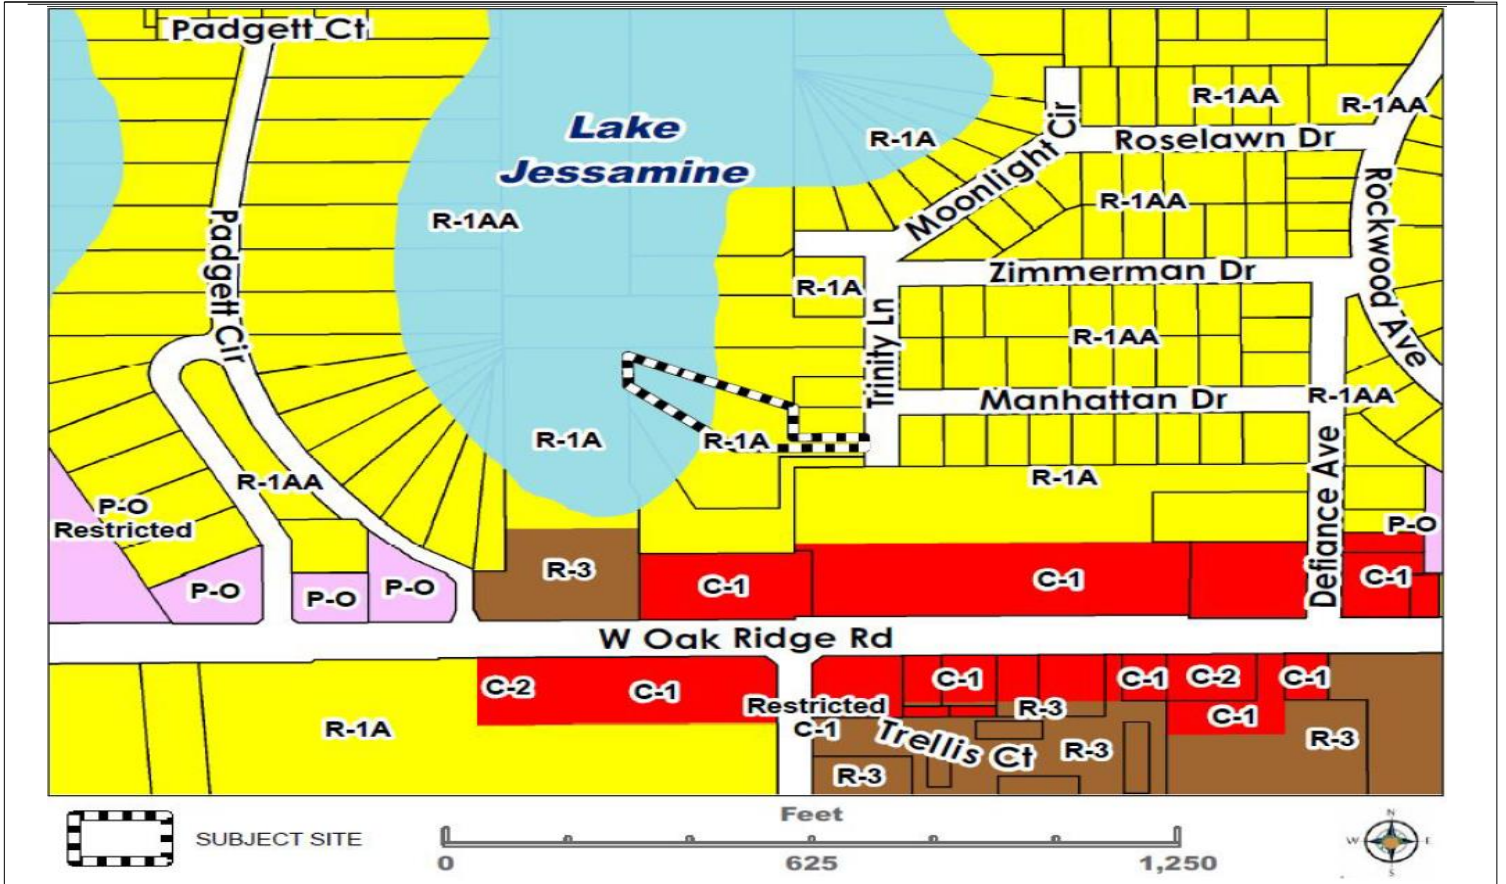 Padgett Ct
Lake
Jessamine
R-1AA
R-1AA
R-1A
Moonlight Cir
Roselawn Dr
R-1AA
R-1AA
Padgett Cir
Rockwood Ave
Zimmerman Dr
R-1A
Trinity Ln
R-1AA
Manhattan Dr
R-1AA
R-1A
R-1A
R-1AA
R-1A
P-O
Restricted
P-O
Defiance Ave
R-3
C-1
C-1
C-1
P-O
P-O
P-O
W Oak Ridge Rd
C-2
C-1
C-1
C-1
C-2
C-1
Restricted
C-1
R-3
C-1
R-1A
Trellis Ct
R-3
R-3
R-3
SUBJECT SITE
Feet
0
625
1,250
N
W
E
S